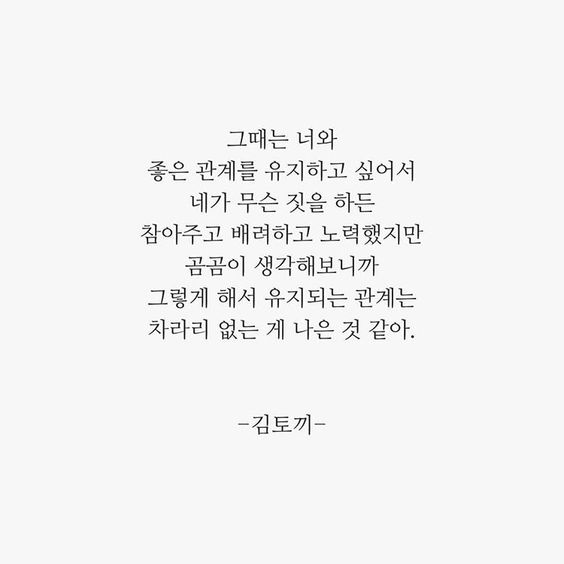 그때는 너와
좋은 관계를 유지하고 싶어서
네가 무슨 짓을 하든
참아주고 배려하고 노력했지만
곰곰이 생각해보니까
그렇게 해서 유지되는 관계는
차라리 없는 게 나은 것 같아.
-김토끼-